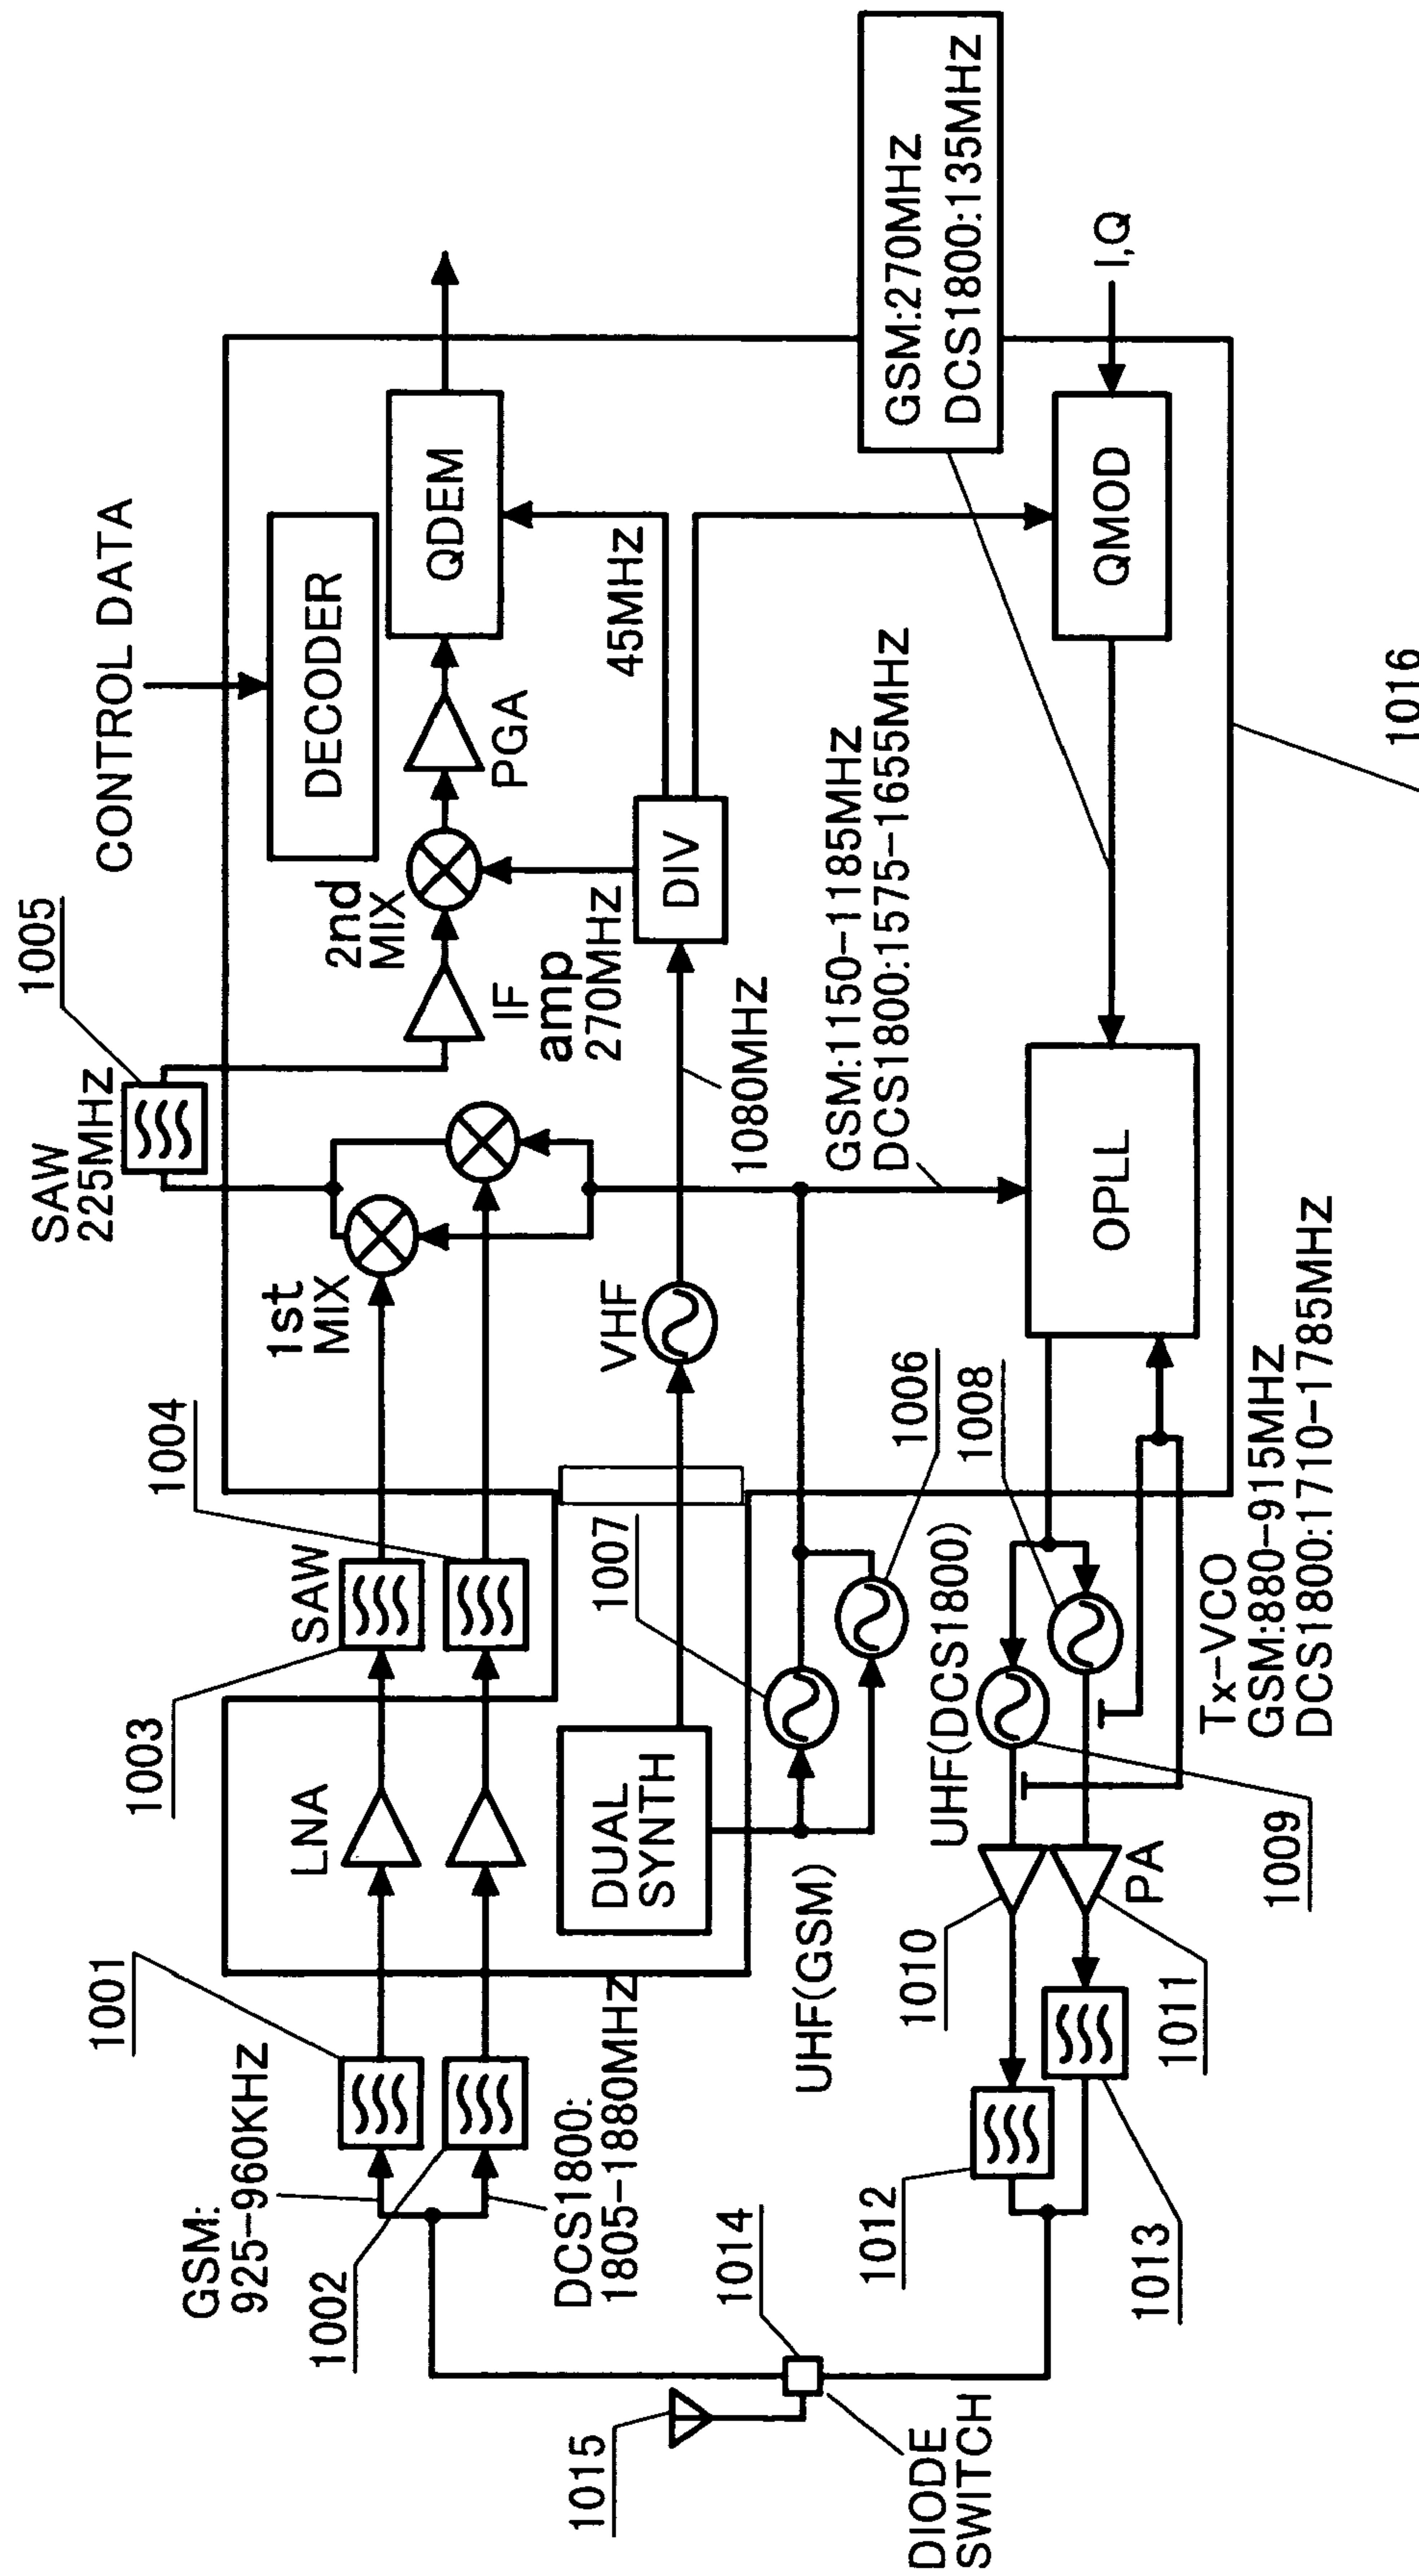 CONTROL DATA
1005
SAW
225MHZ
DECODER
2nd
MIX
1st
MIX
IF
amp
PGA
QDEM
270MHZ
45MHZ
DIV
1080MHZ
VHF
1004
SAW
1003
LNA
1001
GSM:
925-960KHZ
1002
DCS1800:
1805-1880MHZ
DUAL
SYNTH
1007
1006
UHF(GSM)
UHF(DCS1800)
1008
GSM:1150-1185MHZ
DCS1800:1575-1655MHZ
GSM:270MHZ
DCS1800:135MHZ
I,Q
QMOD
OPLL
1016
Tx-VCO
GSM:880-915MHZ
DCS1800:1710-1785MHZ
1009
PA
1010
1011
1012
1013
1014
1015
DIODE
SWITCH